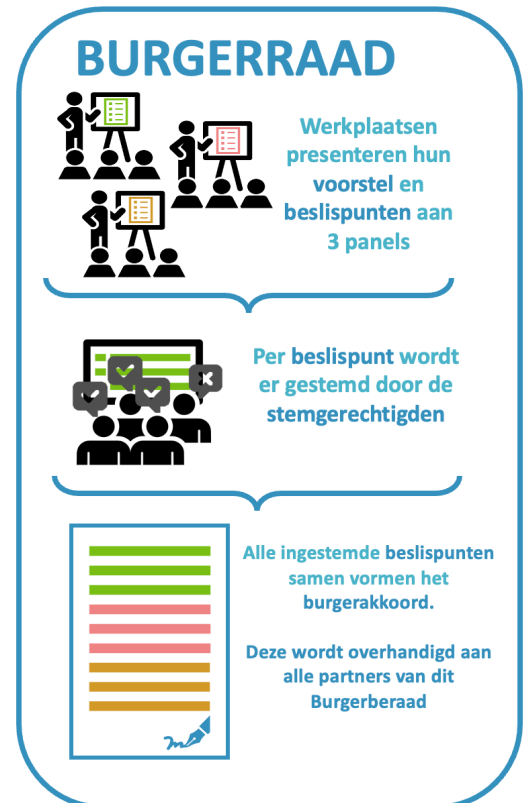 BURGERRAAD
Werkplaatsen
presenteren hun
voorstel en
beslispunten aan
3 panels
Per beslispunt wordt
er gestemd door de
stemgerechtigden
Alle ingestemde beslispunten
samen vormen het
burgerakkoord.
Deze wordt overhandigd aan
alle partners van dit
Burgerberaad